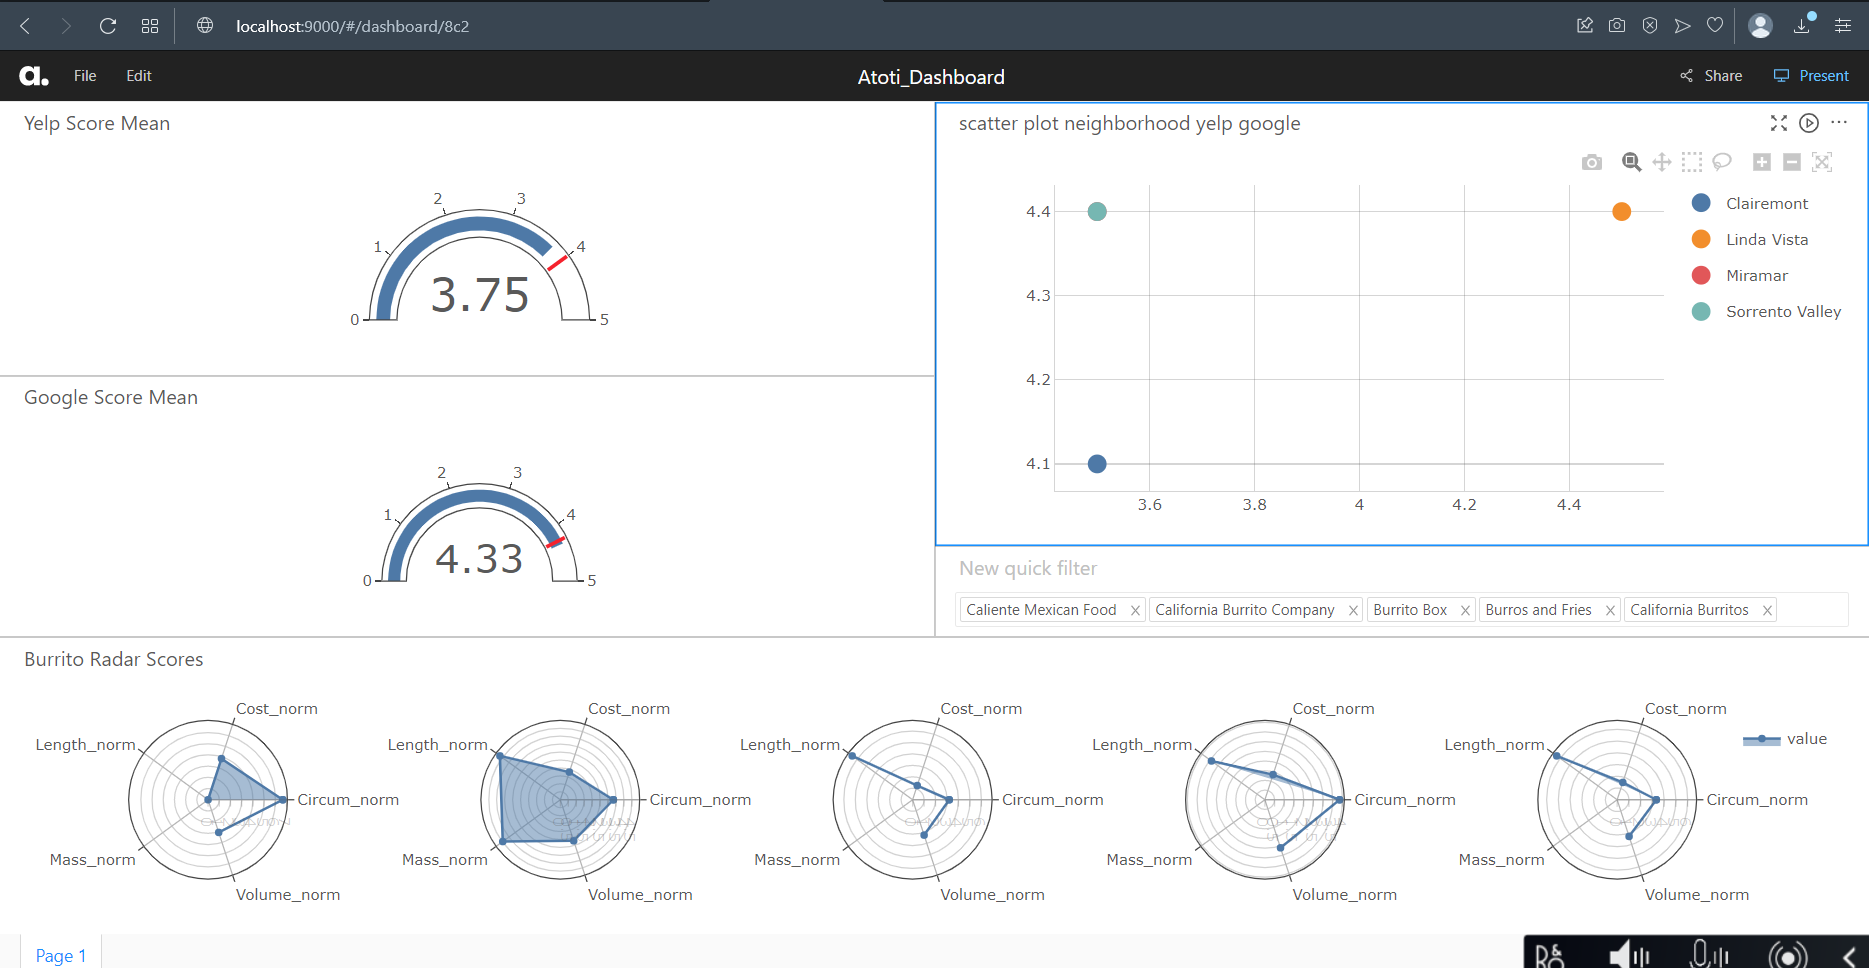 localhost:9000/#/dashboard/8c2
a. File Edit Atoti_Dashboard Share Present
Yelp Score Mean
0 1 2 3 4 5
3.75
Google Score Mean
0 1 2 3 4 5
4.33
scatter plot neighborhood yelp google
4.4
4.3
4.2
4.1
3.6 3.8 4 4.2 4.4
Clairemont
Linda Vista
Miramar
Sorrento Valley
New quick filter
Caliente Mexican Food California Burrito Company Burrito Box Burros and Fries California Burritos
Burrito Radar Scores
Cost_norm
Length_norm
Circum_norm
Mass_norm
Volume_norm
Cost_norm
Length_norm
Circum_norm
Mass_norm
Volume_norm
Cost_norm
Length_norm
Circum_norm
Mass_norm
Volume_norm
Cost_norm
Length_norm
Circum_norm
Mass_norm
Volume_norm
Cost_norm
Length_norm
Circum_norm
Mass_norm
Volume_norm
value
Page 1